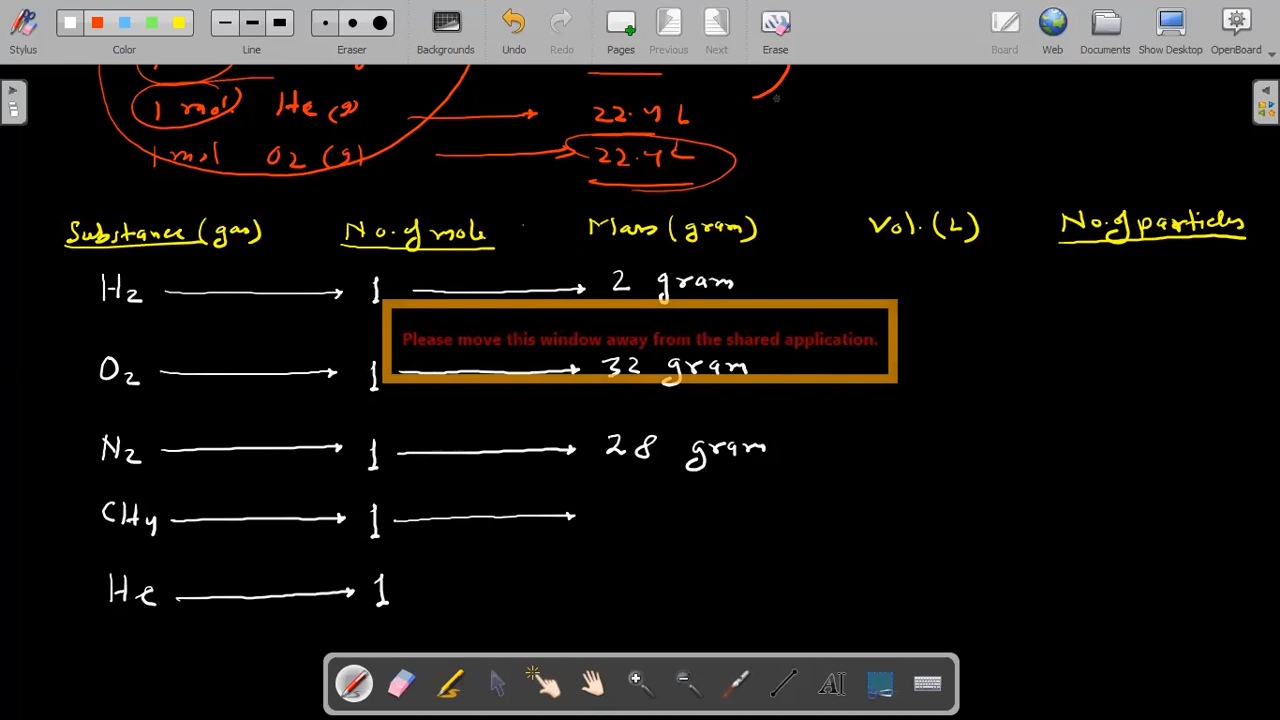 Stylus Color Line Eraser Backgrounds Undo Redo Pages Previous Next Erase Board Web Documents Show Desktop OpenBoard
1 mol He (g) → 22.4 L
1 mol O2 (g) → 22.4 L
Substance (gas) No. of mole Mass (gram) Vol. (L) No. of particles
H2 → 1 → 2 gram
Please move this window away from the shared application.
O2 → 1 → 32 gram
N2 → 1 → 28 gram
CH4 → 1 →
He → 1
AI